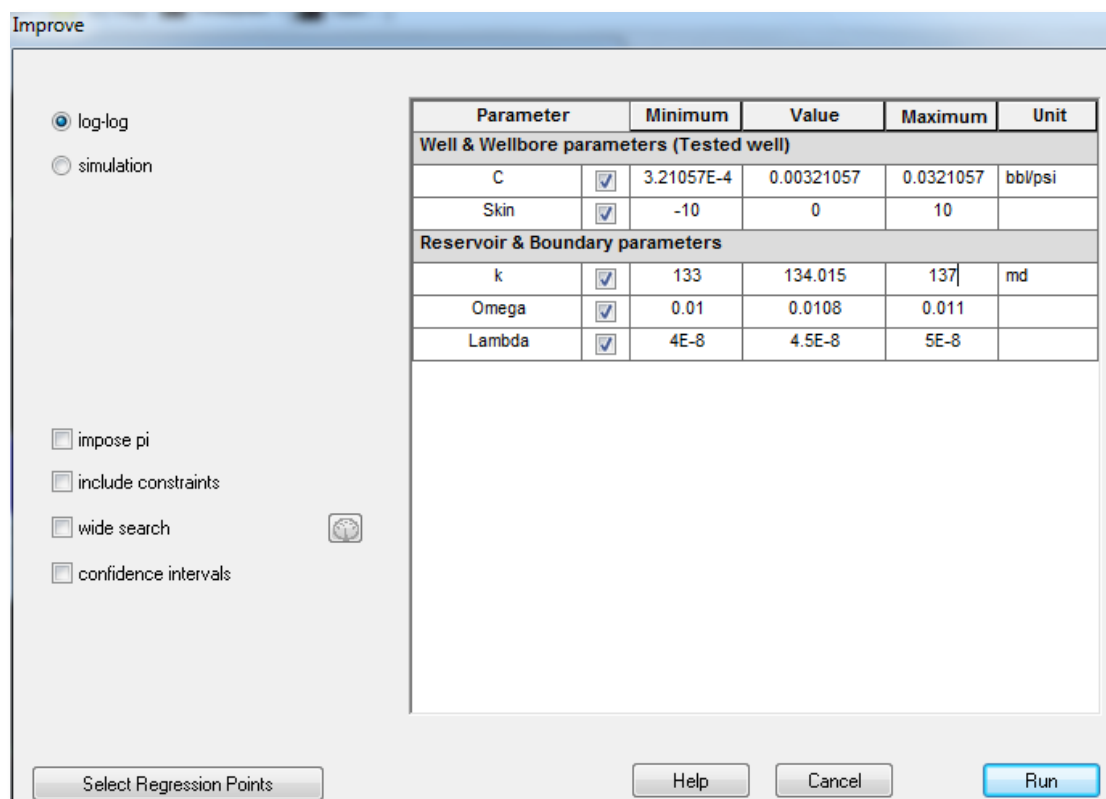 Improve
log-log
simulation
impose pi
include constraints
wide search
confidence intervals
Parameter Minimum Value Maximum Unit
Well & Wellbore parameters (Tested well)
C 3.21057E-4 0.00321057 0.0321057 bbl/psi
Skin -10 0 10
Reservoir & Boundary parameters
k 133 134.015 137 md
Omega 0.01 0.0108 0.011
Lambda 4E-8 4.5E-8 5E-8
Select Regression Points Help Cancel Run